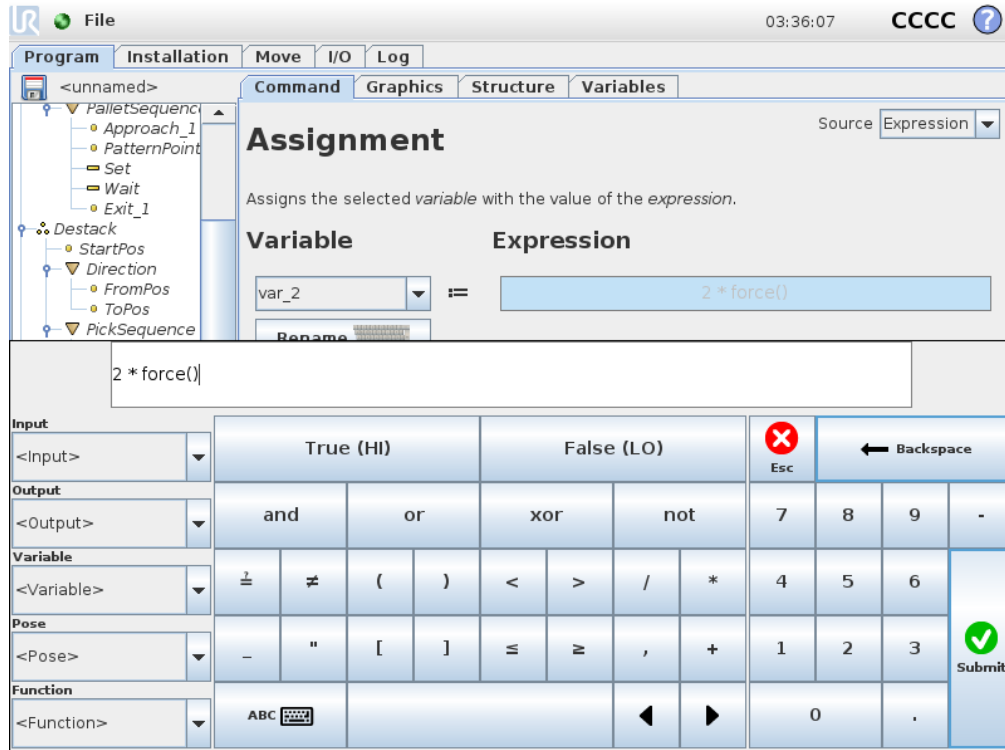 UR File 03:36:07 CCCC ?
Program Installation Move I/O Log
<unnamed> Command Graphics Structure Variables
PalletSequenc
Approach_1
PatternPoint
Set
Wait
Exit_1
Destack
StartPos
Direction
FromPos
ToPos
PickSequence
Assignment
Source Expression
Assigns the selected variable with the value of the expression.
Variable Expression
var_2 := 2 * force()
Rename
2 * force()
Input
<Input>
Output
<Output>
Variable
<Variable>
Pose
<Pose>
Function
<Function>
True (HI) False (LO) Esc Backspace
and or xor not 7 8 9 -
≟ ≠ ( ) < > / * 4 5 6
_ " [ ] ≤ ≥ , + 1 2 3 Submit
ABC 0 .